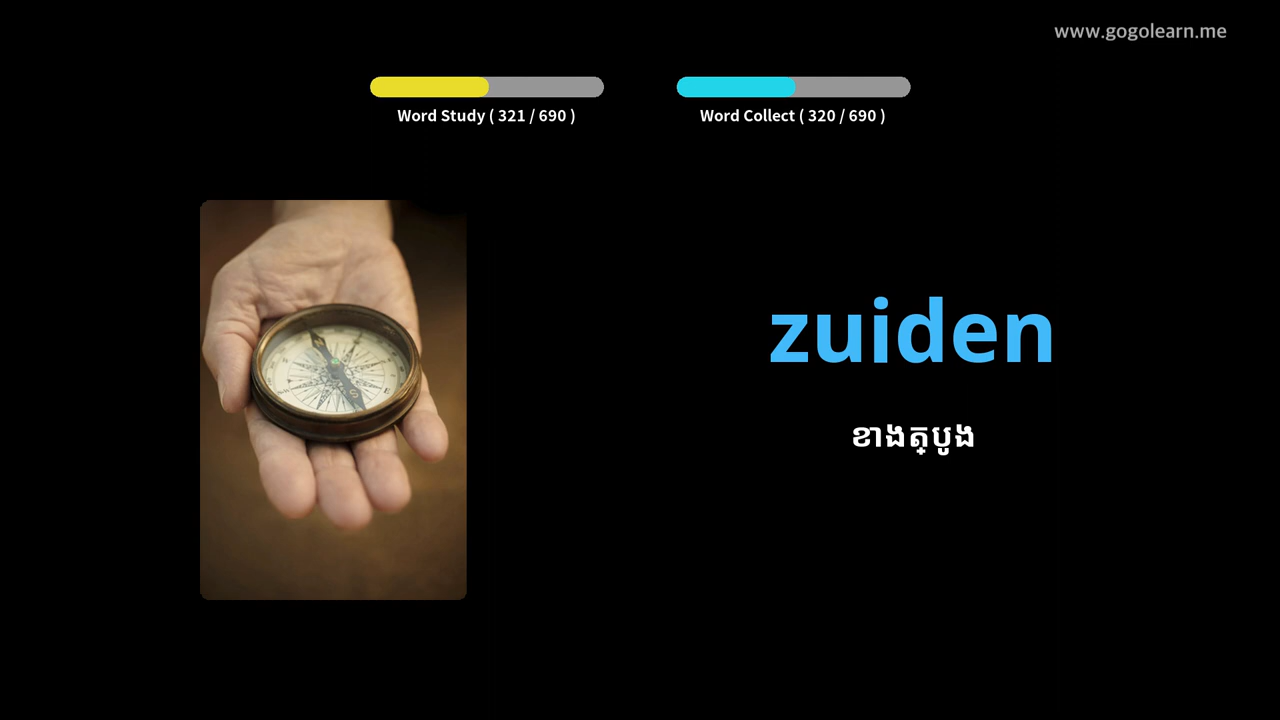 www.gogolearn.me
Word Study ( 321 / 690 )
Word Collect ( 320 / 690 )
zuiden
ខាងត្បូង